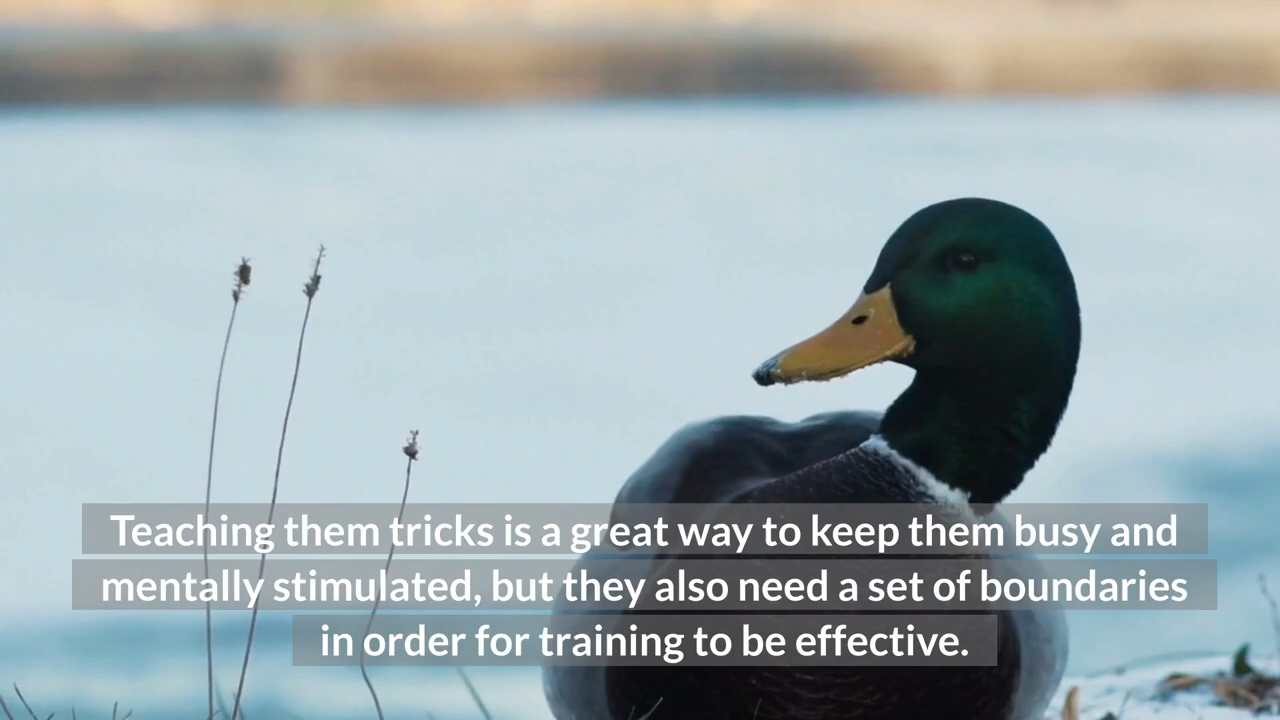 Teaching them tricks is a great way to keep them busy and
mentally stimulated, but they also need a set of boundaries
in order for training to be effective.